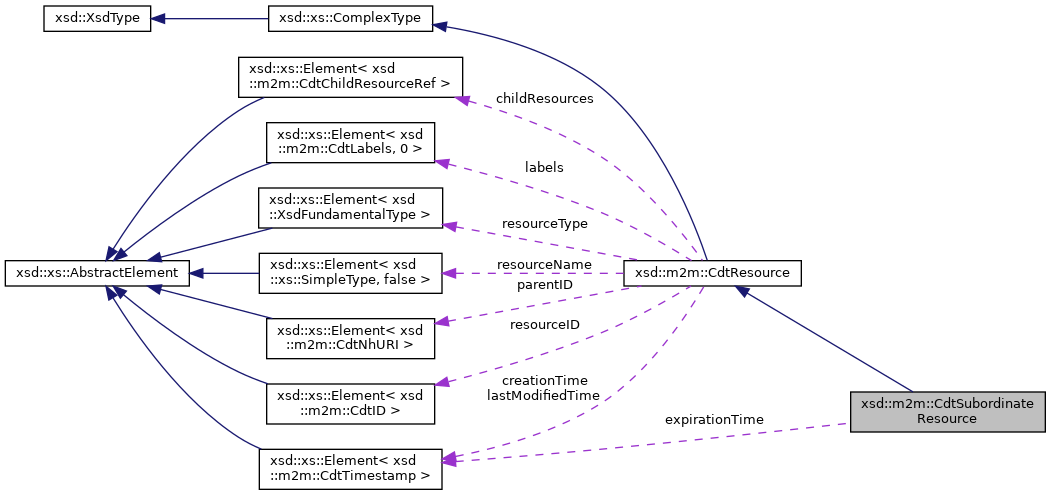 xsd::XsdType
xsd::xs::ComplexType
xsd::xs::Element< xsd
::m2m::CdtChildResourceRef >
childResources
xsd::xs::Element< xsd
::m2m::CdtLabels, 0 >
labels
xsd::xs::Element< xsd
::XsdFundamentalType >
resourceType
xsd::xs::AbstractElement
xsd::xs::Element< xsd
::xs::SimpleType, false >
resourceName
xsd::m2m::CdtResource
parentID
xsd::xs::Element< xsd
::m2m::CdtNhURI >
resourceID
xsd::xs::Element< xsd
::m2m::CdtID >
creationTime
lastModifiedTime
xsd::m2m::CdtSubordinate
Resource
expirationTime
xsd::xs::Element< xsd
::m2m::CdtTimestamp >